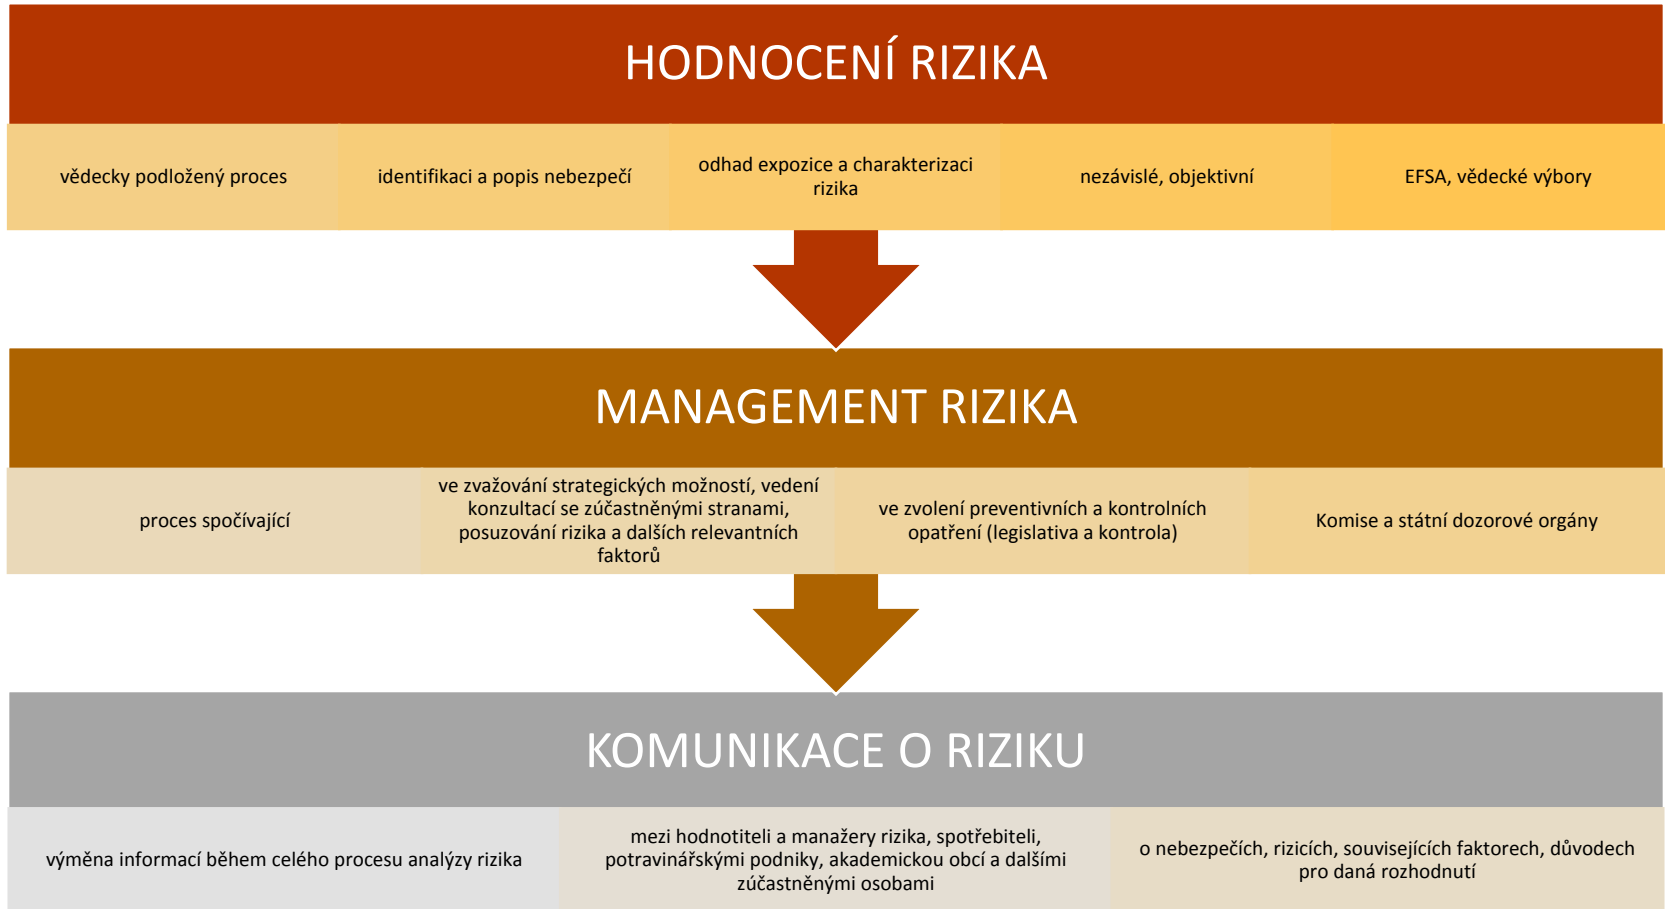 HODNOCENÍ RIZIKA
vědecky podložený proces
identifikaci a popis nebezpečí
odhad expozice a charakterizaci
rizika
nezávislé, objektivní
EFSA, vědecké výbory
MANAGEMENT RIZIKA
proces spočívající
ve zvažování strategických možností, vedení
konzultací se zúčastněnými stranami,
posuzování rizika a dalších relevantních
faktorů
ve zvolení preventivních a kontrolních
opatření (legislativa a kontrola)
Komise a státní dozorové orgány
KOMUNIKACE O RIZIKU
výměna informací během celého procesu analýzy rizika
mezi hodnotiteli a manažery rizika, spotřebiteli,
potravinářskými podniky, akademickou obcí a dalšími
zúčastněnými osobami
o nebezpečích, rizicích, souvisejících faktorech, důvodech
pro daná rozhodnutí